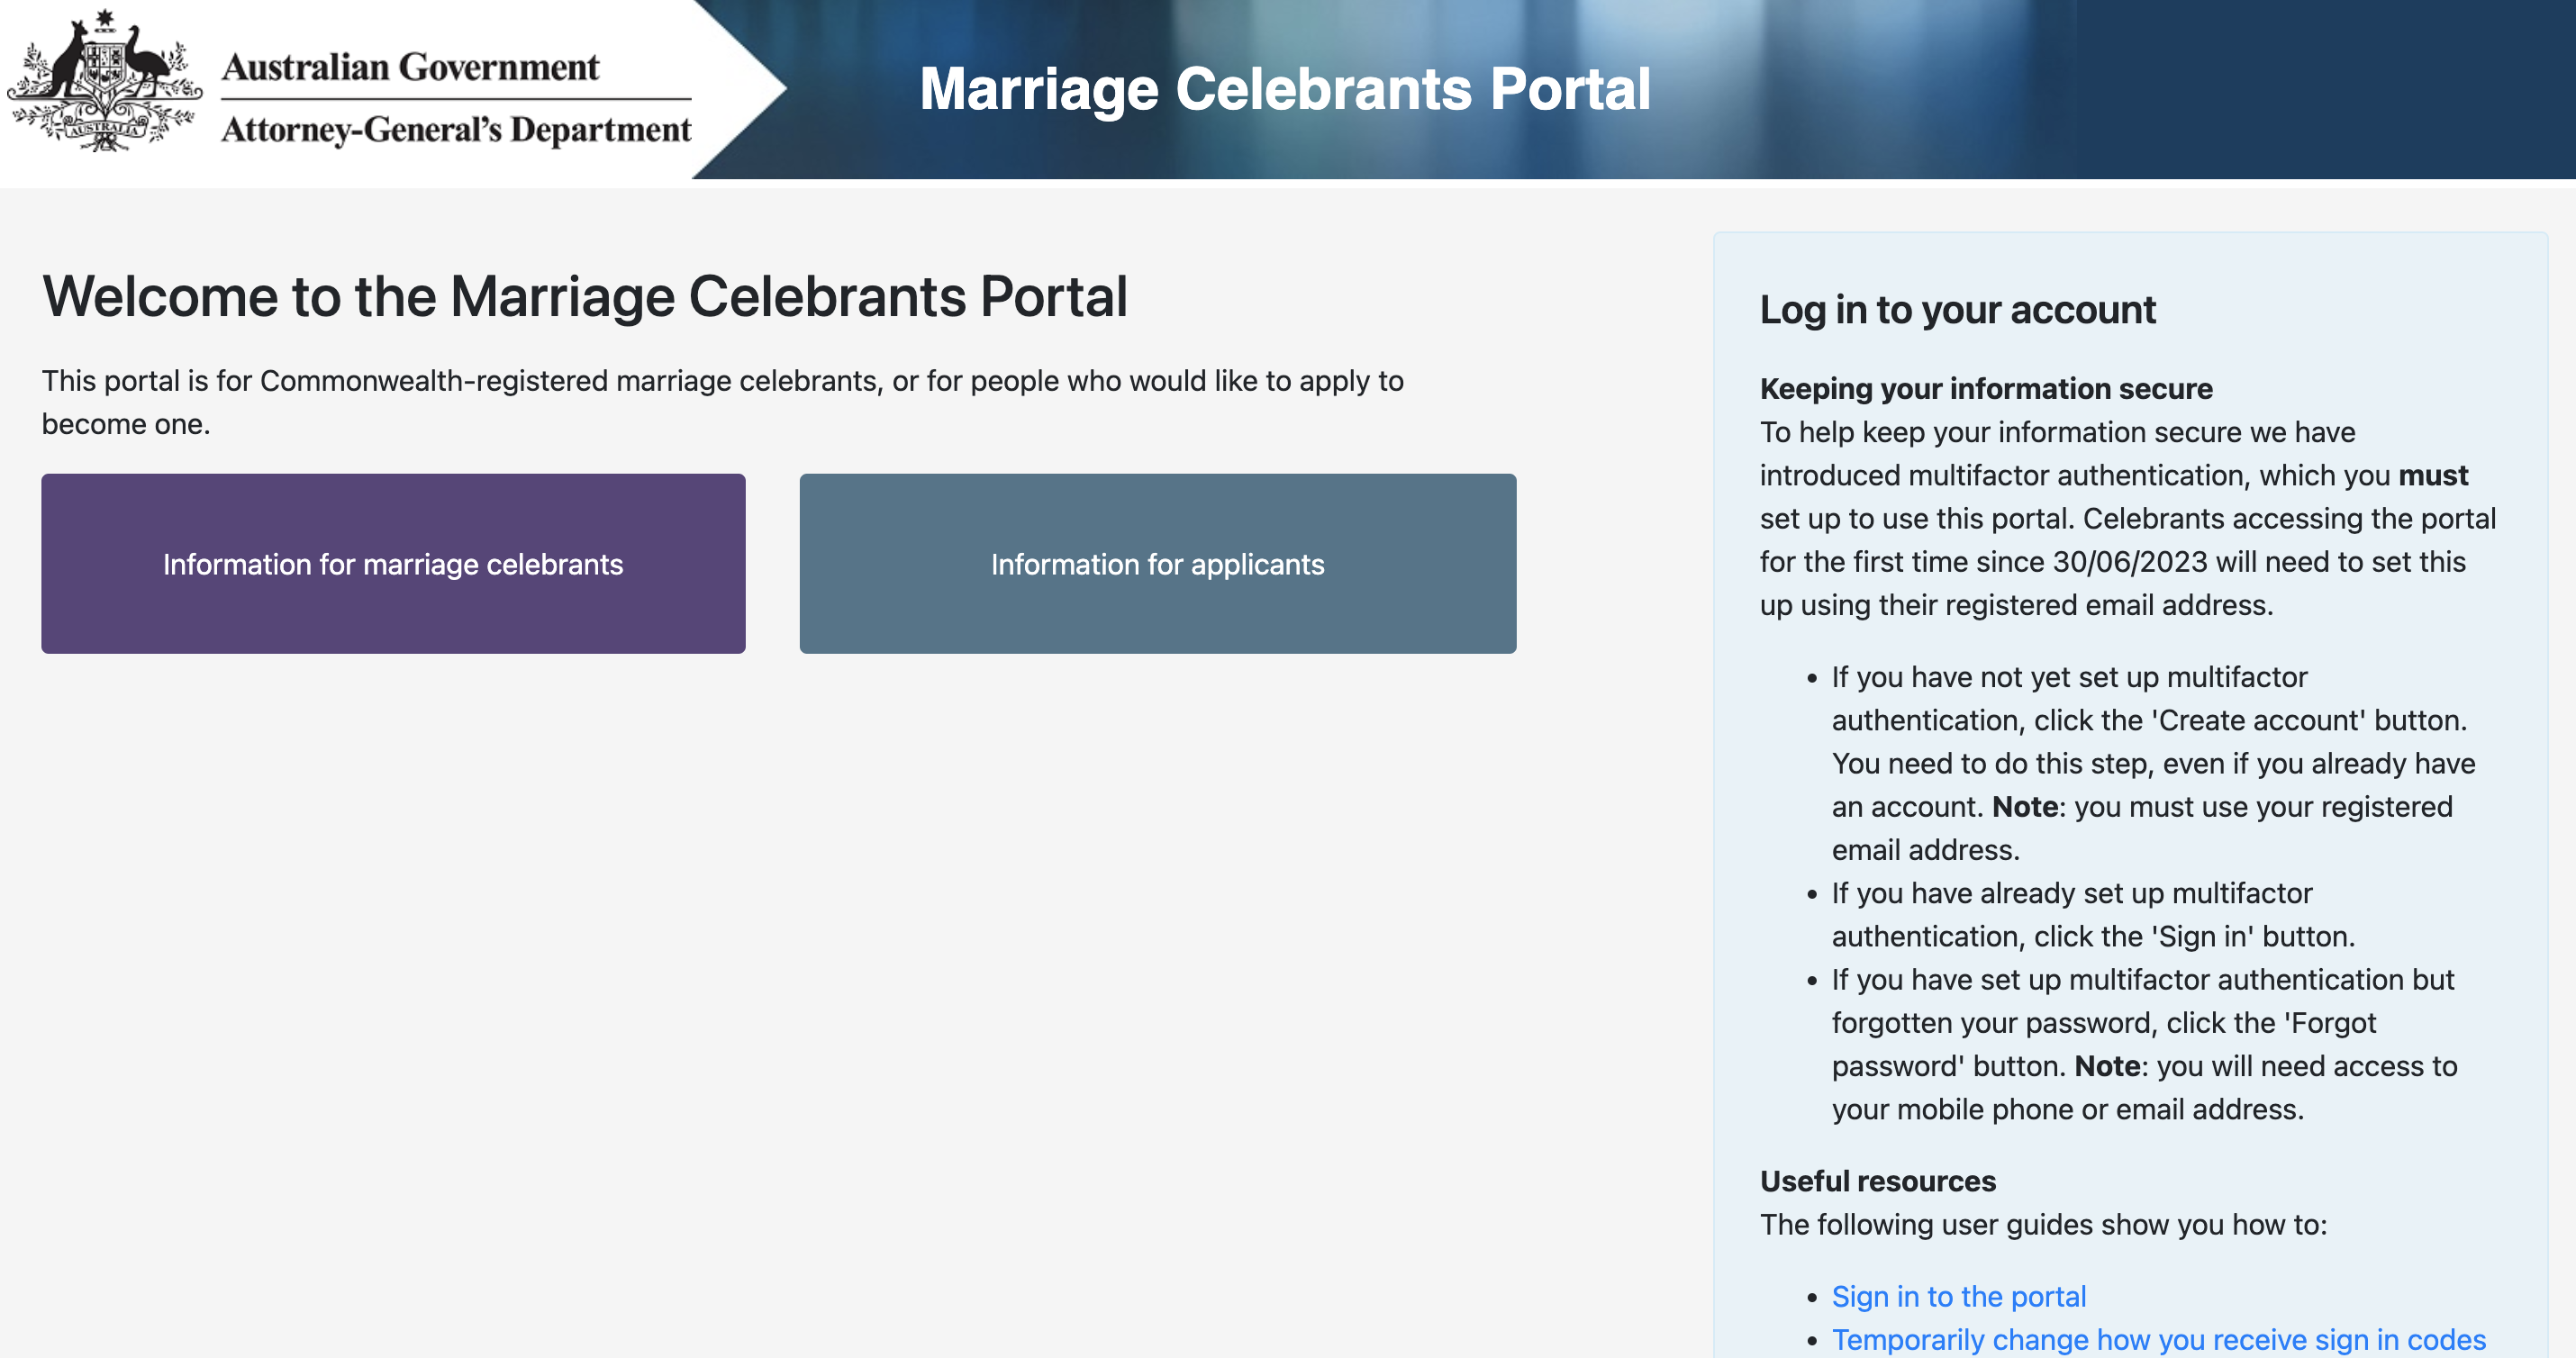 Australian Government
Attorney-General's Department
AUSTRALIA
Marriage Celebrants Portal
Welcome to the Marriage Celebrants Portal
This portal is for Commonwealth-registered marriage celebrants, or for people who would like to apply to
become one.
Information for marriage celebrants
Information for applicants
Log in to your account
Keeping your information secure
To help keep your information secure we have
introduced multifactor authentication, which you must
set up to use this portal. Celebrants accessing the portal
for the first time since 30/06/2023 will need to set this
up using their registered email address.
• If you have not yet set up multifactor
authentication, click the 'Create account' button.
You need to do this step, even if you already have
an account. Note: you must use your registered
email address.
• If you have already set up multifactor
authentication, click the 'Sign in' button.
• If you have set up multifactor authentication but
forgotten your password, click the 'Forgot
password' button. Note: you will need access to
your mobile phone or email address.
Useful resources
The following user guides show you how to:
• Sign in to the portal
• Temporarily change how you receive sign in codes